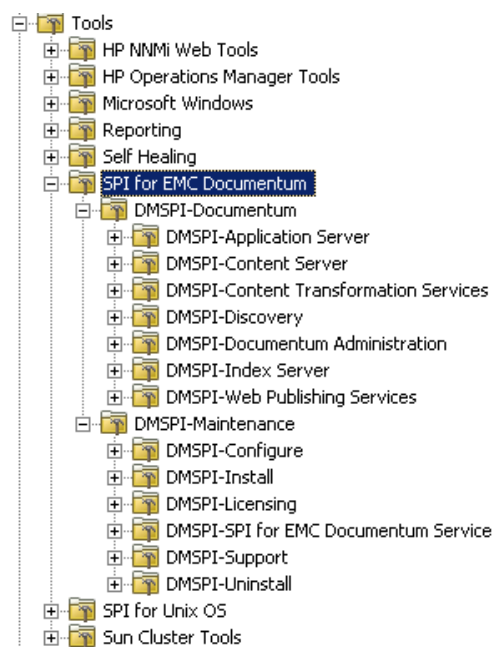 Tools
HP NNMi Web Tools
HP Operations Manager Tools
Microsoft Windows
Reporting
Self Healing
SPI for EMC Documentum
DMSPI-Documentum
DMSPI-Application Server
DMSPI-Content Server
DMSPI-Content Transformation Services
DMSPI-Discovery
DMSPI-Documentum Administration
DMSPI-Index Server
DMSPI-Web Publishing Services
DMSPI-Maintenance
DMSPI-Configure
DMSPI-Install
DMSPI-Licensing
DMSPI-SPI for EMC Documentum Service
DMSPI-Support
DMSPI-Uninstall
SPI for Unix OS
Sun Cluster Tools